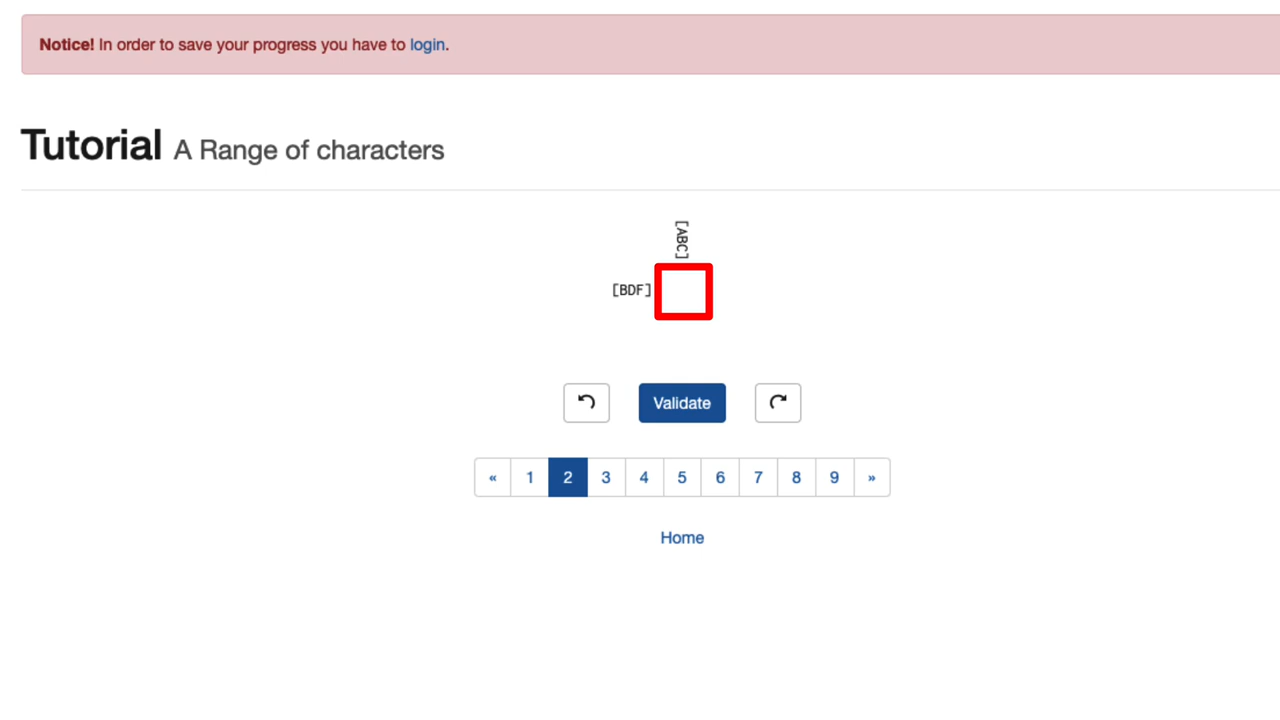 Notice! In order to save your progress you have to login.
Tutorial A Range of characters
[ABC]
[BDF]
Validate
« 1 2 3 4 5 6 7 8 9 »
Home